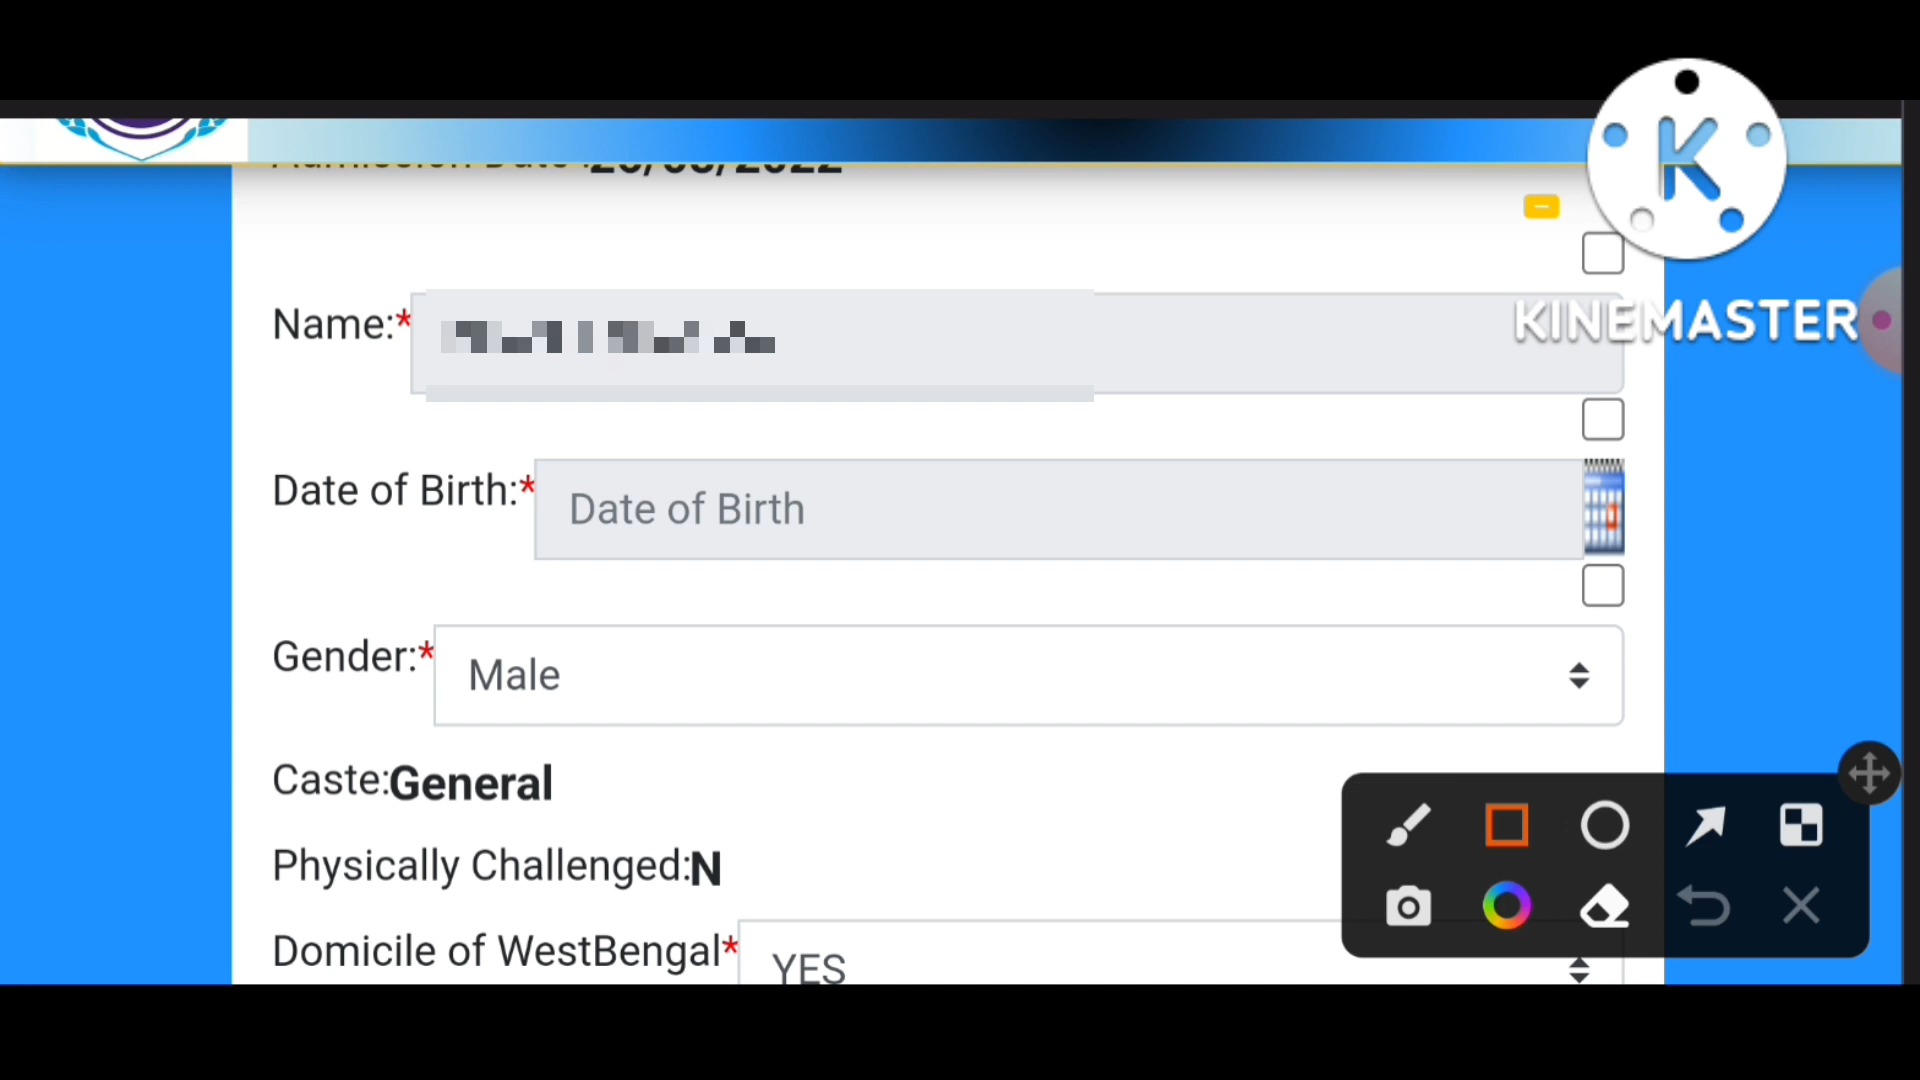 KINEMASTER
Name:*
Date of Birth:* Date of Birth
Gender:* Male
Caste:General
Physically Challenged:N
Domicile of WestBengal* YES